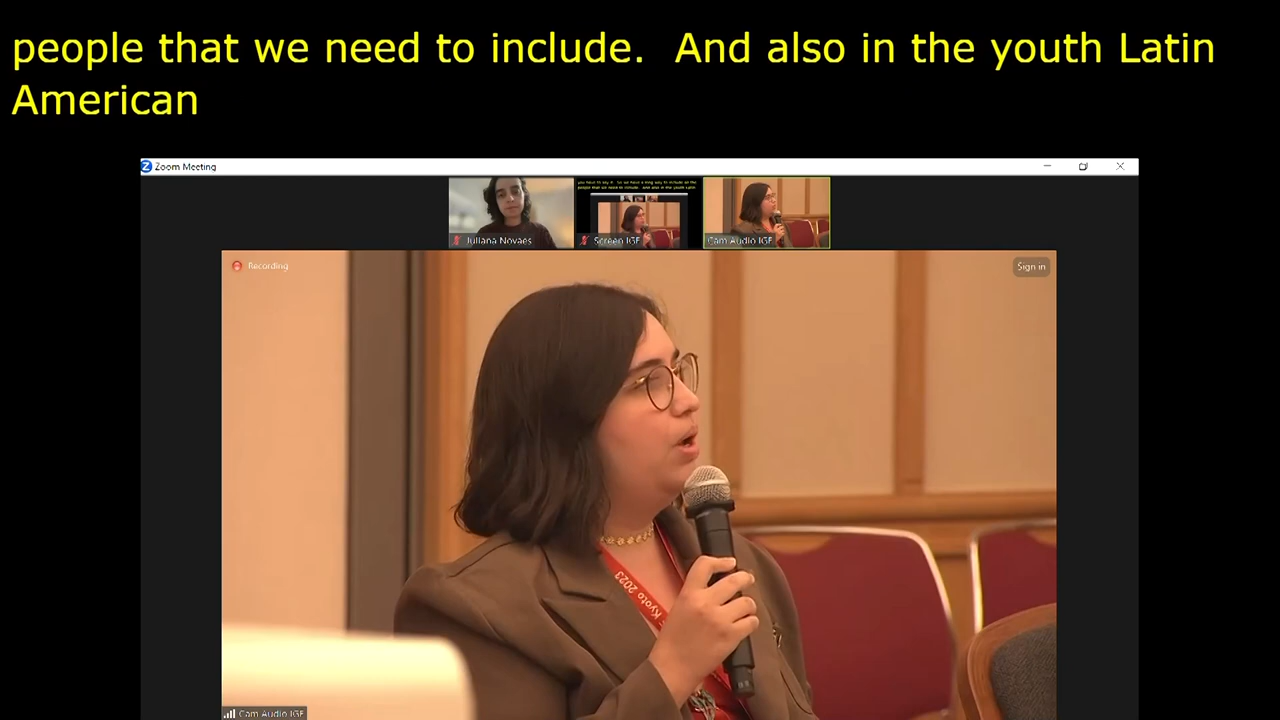 people that we need to include.  And also in the youth Latin
American
Zoom Meeting
Juliana Novaes
Screen IGF
Cam Audio IGF
Recording
Sign in
Kyoto 2023
Cam Audio IGF